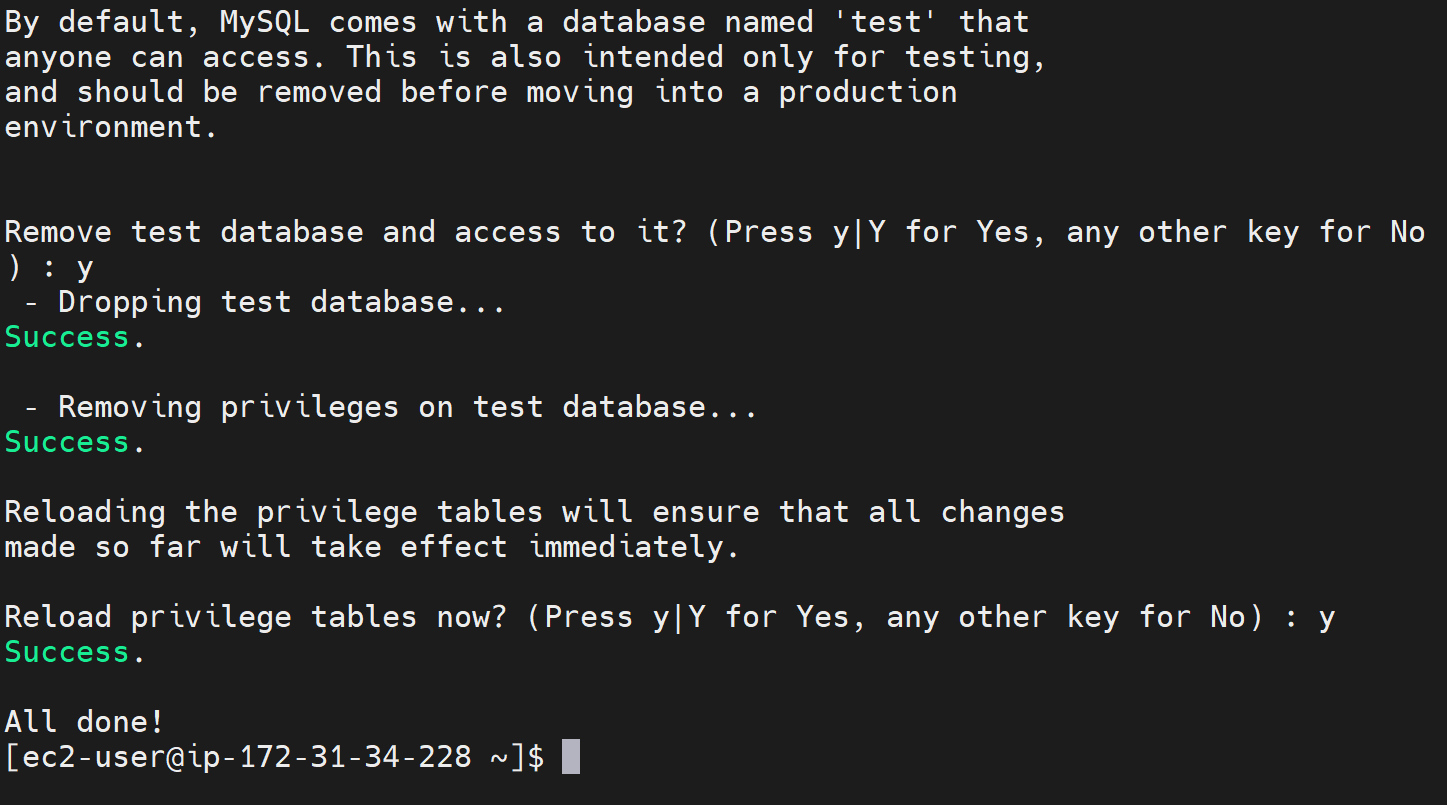 By default, MySQL comes with a database named 'test' that
anyone can access. This is also intended only for testing,
and should be removed before moving into a production
environment.
Remove test database and access to it? (Press y|Y for Yes, any other key for No
) : y
 - Dropping test database...
Success.
 - Removing privileges on test database...
Success.
Reloading the privilege tables will ensure that all changes
made so far will take effect immediately.
Reload privilege tables now? (Press y|Y for Yes, any other key for No) : y
Success.
All done!
[ec2-user@ip-172-31-34-228 ~]$